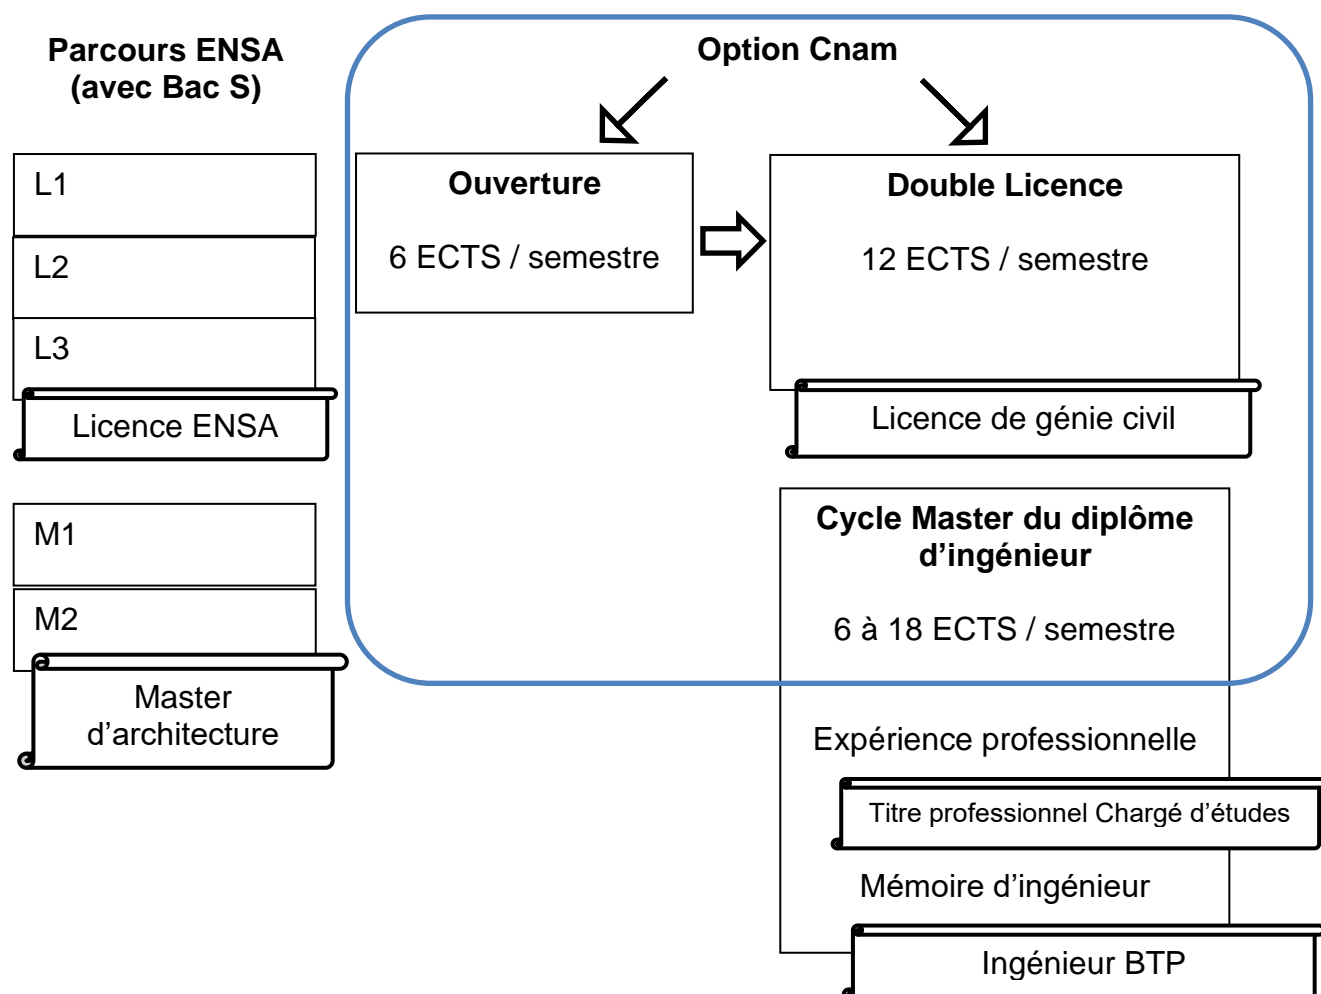 Parcours ENSA
(avec Bac S)
Option Cnam
L1
L2
L3
Licence ENSA
M1
M2
Master
d’architecture
Ouverture
6 ECTS / semestre
Double Licence
12 ECTS / semestre
Licence de génie civil
Cycle Master du diplôme
d’ingénieur
6 à 18 ECTS / semestre
Expérience professionnelle
Titre professionnel Chargé d’études
Mémoire d’ingénieur
Ingénieur BTP